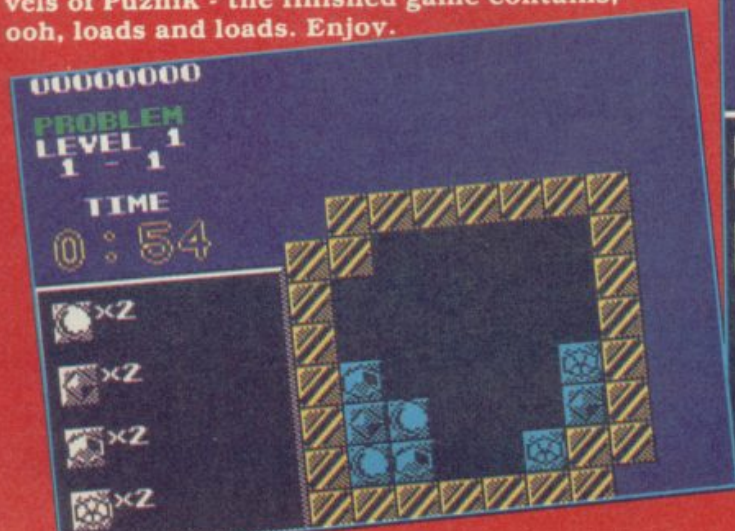 vels of Puznik - the finished game contains,
ooh, loads and loads. Enjoy.
00000000
PROBLEM
LEVEL 1
1 - 1
TIME
0:54
×2
×2
×2
×2